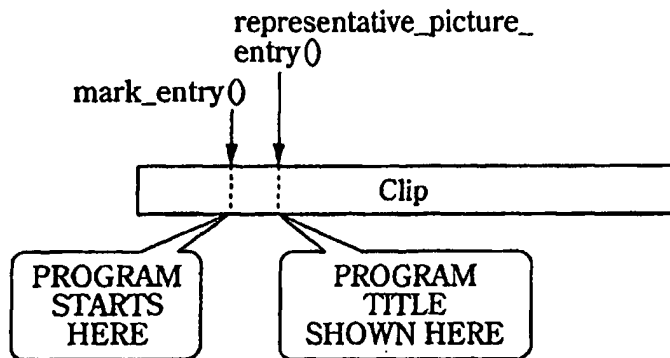 representative_picture_
entry()
mark_entry()
Clip
PROGRAM
STARTS
HERE
PROGRAM
TITLE
SHOWN HERE